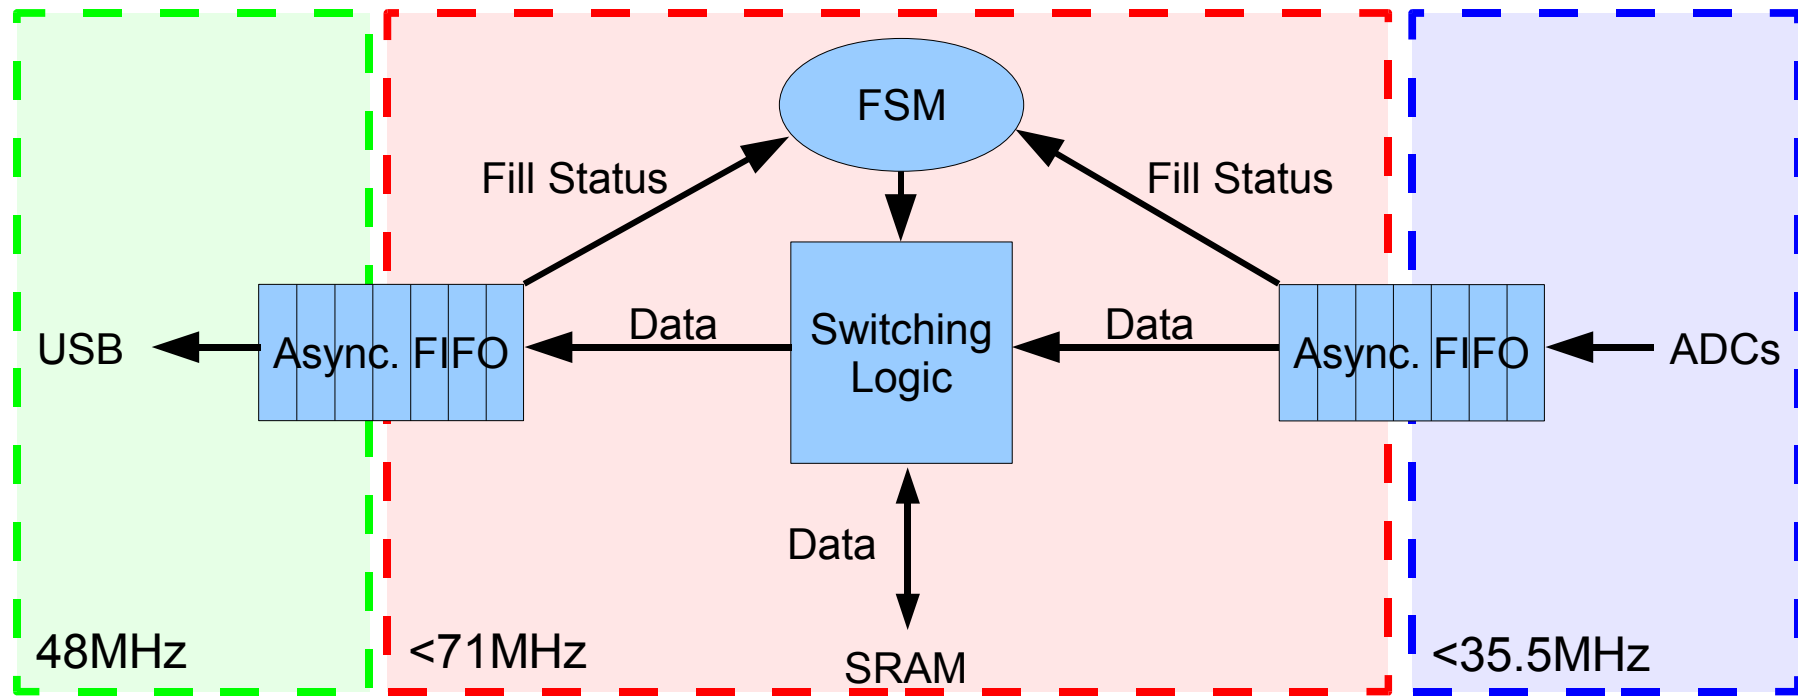 FSM
Fill Status
Fill Status
USB
Async. FIFO
Data
Switching
Logic
Data
Async. FIFO
ADCs
Data
SRAM
48MHz
<71MHz
<35.5MHz